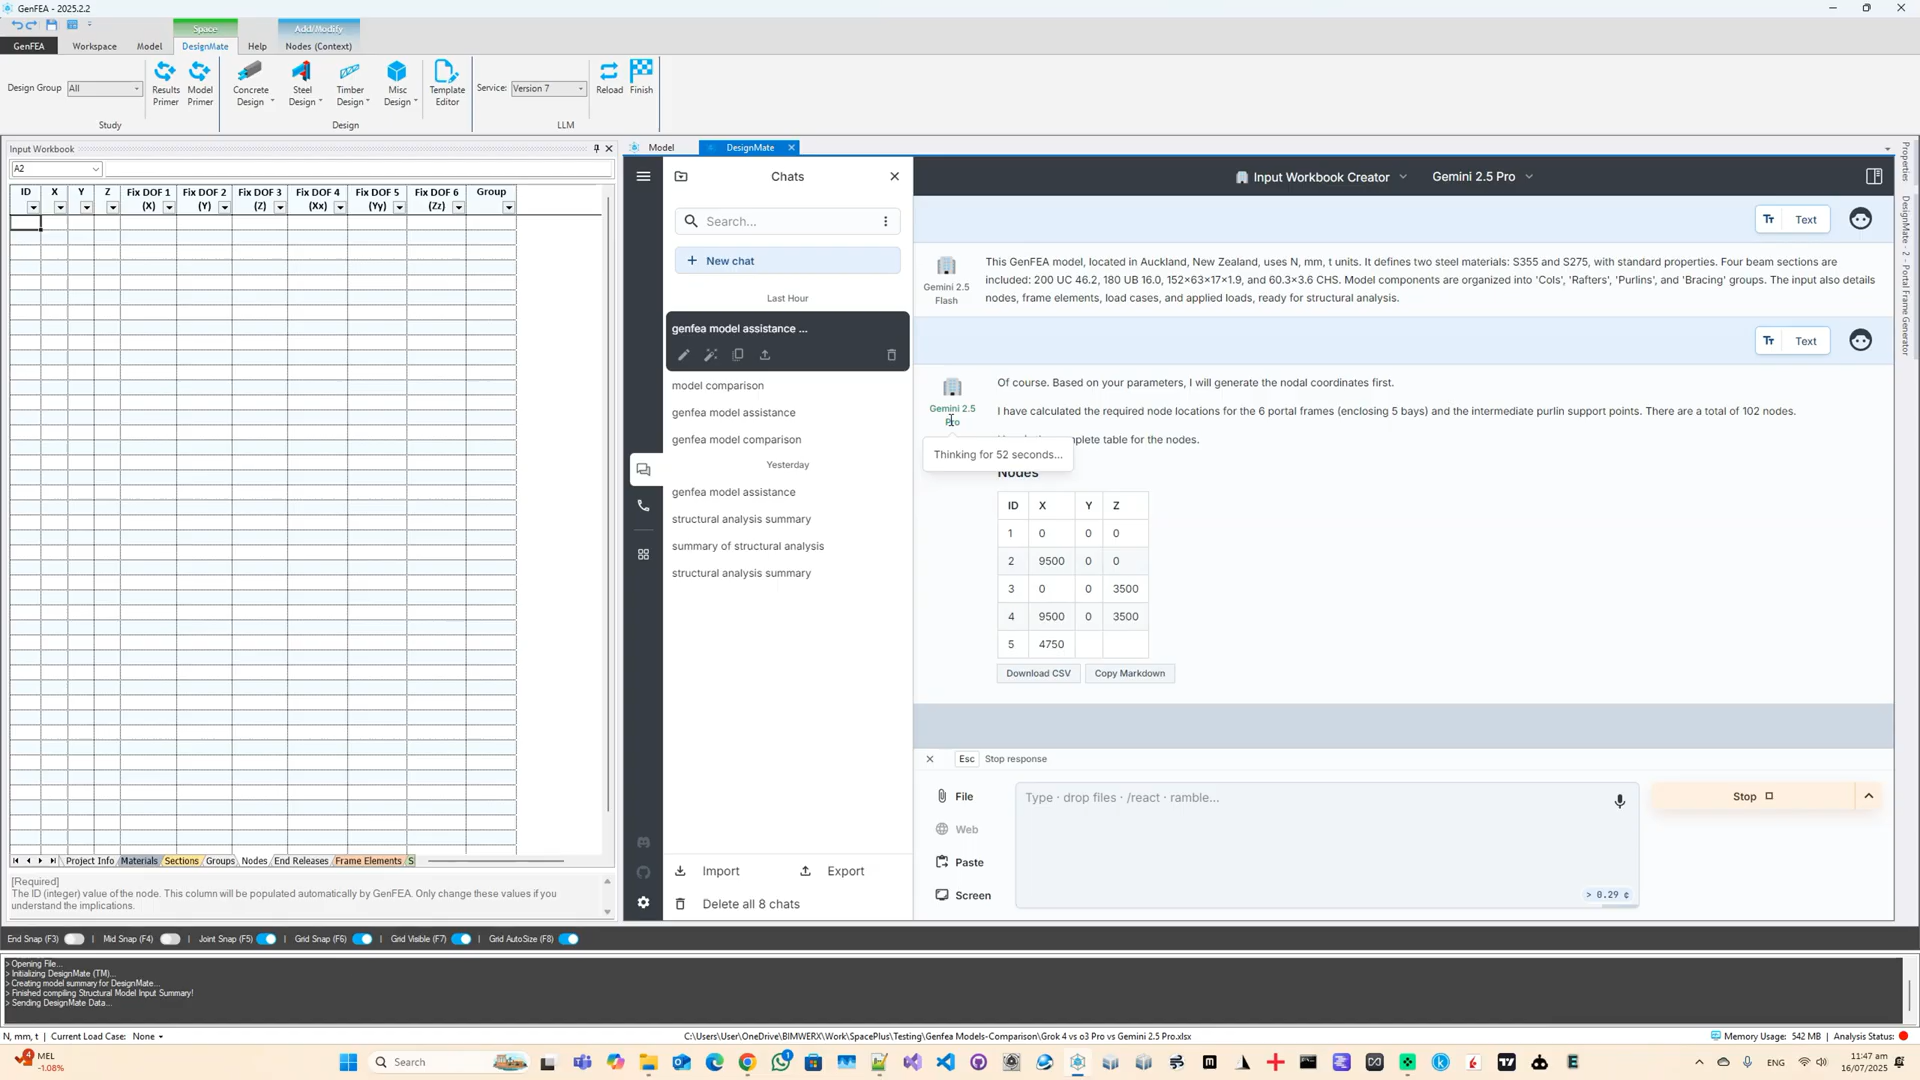 GenFEA - 2025.2.2
Space
Add/Modify
GenFEA
Workspace
Model
DesignMate
Help
Nodes (Context)
Design Group
All
Results
Primer
Model
Primer
Concrete
Design
Steel
Design
Timber
Design
Misc
Design
Template
Editor
Service:
Version 7
Reload
Finish
Study
Design
LLM
Input Workbook
A2
ID
X
Y
Z
Fix DOF 1
(X)
Fix DOF 2
(Y)
Fix DOF 3
(Z)
Fix DOF 4
(Xx)
Fix DOF 5
(Yy)
Fix DOF 6
(Zz)
Group
Project Info
Materials
Sections
Groups
Nodes
End Releases
Frame Elements
S
[Required]
The ID (integer) value of the node. This column will be populated automatically by GenFEA. Only change these values if you
understand the implications.
Model
DesignMate
Chats
Search...
New chat
Last Hour
genfea model assistance ...
model comparison
genfea model assistance
genfea model comparison
Yesterday
genfea model assistance
structural analysis summary
summary of structural analysis
structural analysis summary
Import
Export
Delete all 8 chats
Input Workbook Creator
Gemini 2.5 Pro
Text
Gemini 2.5
Flash
This GenFEA model, located in Auckland, New Zealand, uses N, mm, t units. It defines two steel materials: S355 and S275, with standard properties. Four beam sections are
included: 200 UC 46.2, 180 UB 16.0, 152×63×17×1.9, and 60.3×3.6 CHS. Model components are organized into 'Cols', 'Rafters', 'Purlins', and 'Bracing' groups. The input also details
nodes, frame elements, load cases, and applied loads, ready for structural analysis.
Text
Gemini 2.5
Pro
Of course. Based on your parameters, I will generate the nodal coordinates first.
I have calculated the required node locations for the 6 portal frames (enclosing 5 bays) and the intermediate purlin support points. There are a total of 102 nodes.
table for the nodes.
Thinking for 52 seconds...
Nodes
ID X Y Z
1 0 0 0
2 9500 0 0
3 0 0 3500
4 9500 0 3500
5 4750
Download CSV
Copy Markdown
Esc
Stop response
File
Web
Paste
Screen
Type · drop files · /react · ramble...
> 0.29 ¢
Stop
Properties
DesignMate - 2 - Portal Frame Generator
End Snap (F3)
Mid Snap (F4)
Joint Snap (F5)
Grid Snap (F6)
Grid Visible (F7)
Grid AutoSize (F8)
> Opening File...
> Initializing DesignMate (TM)...
> Creating model summary for DesignMate...
> Finished compiling Structural Model Input Summary!
> Sending DesignMate Data...
N, mm, t
Current Load Case: None
C:\Users\User\OneDrive\BIMWERX\Work\SpacePlus\Testing\Genfea Models-Comparison\Grok 4 vs o3 Pro vs Gemini 2.5 Pro.xlsx
Memory Usage: 542 MB
Analysis Status:
4
MEL
-1.08%
Search
1
ENG
11:47 am
16/07/2025